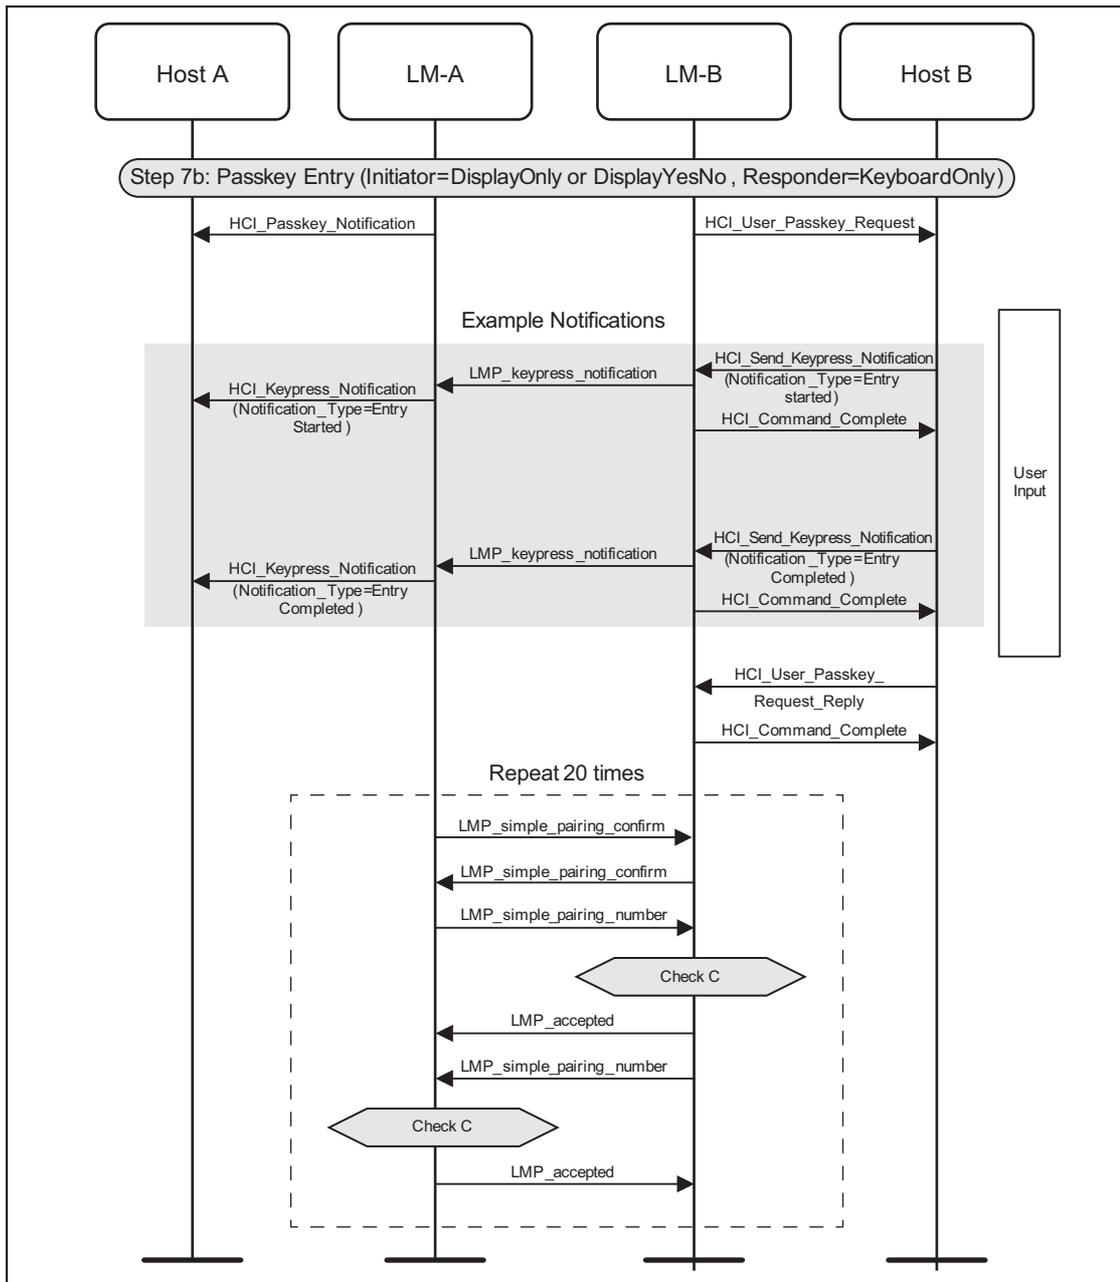 Host A
LM-A
LM-B
Host B
Step 7b: Passkey Entry (Initiator=DisplayOnly or DisplayYesNo , Responder=KeyboardOnly)
HCI_Passkey_Notification
HCI_User_Passkey_Request
Example Notifications
HCI_Send_Keypress_Notification
(Notification_Type=Entry
started)
LMP_keypress_notification
HCI_Keypress_Notification
(Notification_Type=Entry
Started )
HCI_Command_Complete
User
Input
HCI_Send_Keypress_Notification
(Notification_Type=Entry
Completed )
LMP_keypress_notification
HCI_Keypress_Notification
(Notification_Type=Entry
Completed )
HCI_Command_Complete
HCI_User_Passkey_
Request_Reply
HCI_Command_Complete
Repeat 20 times
LMP_simple_pairing_confirm
LMP_simple_pairing_confirm
LMP_simple_pairing_number
Check C
LMP_accepted
LMP_simple_pairing_number
Check C
LMP_accepted